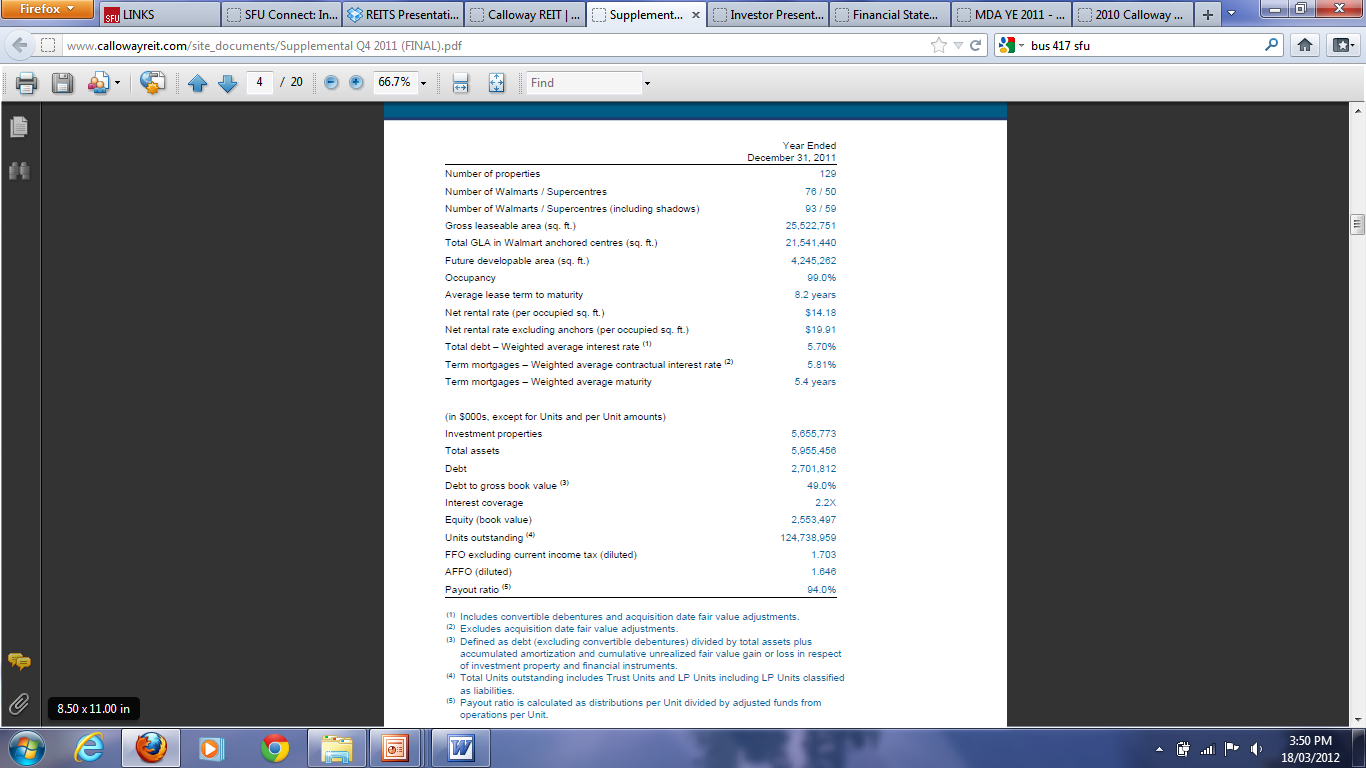 Firefox
SFU LINKS
SFU Connect: In...
REITS Presentati...
Calloway REIT | ...
Supplement...
Investor Present...
Financial State...
MDA YE 2011 - ...
2010 Calloway ...
www.callowayreit.com/site_documents/Supplemental Q4 2011 (FINAL).pdf
bus 417 sfu
4 / 20
66.7%
Find
Year Ended
December 31, 2011
Number of properties 129
Number of Walmarts / Supercentres 76 / 50
Number of Walmarts / Supercentres (including shadows) 93 / 59
Gross leaseable area (sq. ft.) 25,522,751
Total GLA in Walmart anchored centres (sq. ft.) 21,541,440
Future developable area (sq. ft.) 4,245,262
Occupancy 99.0%
Average lease term to maturity 8.2 years
Net rental rate (per occupied sq. ft.) $14.18
Net rental rate excluding anchors (per occupied sq. ft.) $19.91
Total debt – Weighted average interest rate (1) 5.70%
Term mortgages – Weighted average contractual interest rate (2) 5.81%
Term mortgages – Weighted average maturity 5.4 years
(in $000s, except for Units and per Unit amounts)
Investment properties 5,655,773
Total assets 5,955,456
Debt 2,701,812
Debt to gross book value (3) 49.0%
Interest coverage 2.2X
Equity (book value) 2,553,497
Units outstanding (4) 124,738,959
FFO excluding current income tax (diluted) 1.703
AFFO (diluted) 1.646
Payout ratio (5) 94.0%
(1) Includes convertible debentures and acquisition date fair value adjustments.
(2) Excludes acquisition date fair value adjustments.
(3) Defined as debt (excluding convertible debentures) divided by total assets plus
accumulated amortization and cumulative unrealized fair value gain or loss in respect
of investment property and financial instruments.
(4) Total Units outstanding includes Trust Units and LP Units including LP Units classified
as liabilities.
(5) Payout ratio is calculated as distributions per Unit divided by adjusted funds from
operations per Unit.
8.50 x 11.00 in
3:50 PM
18/03/2012